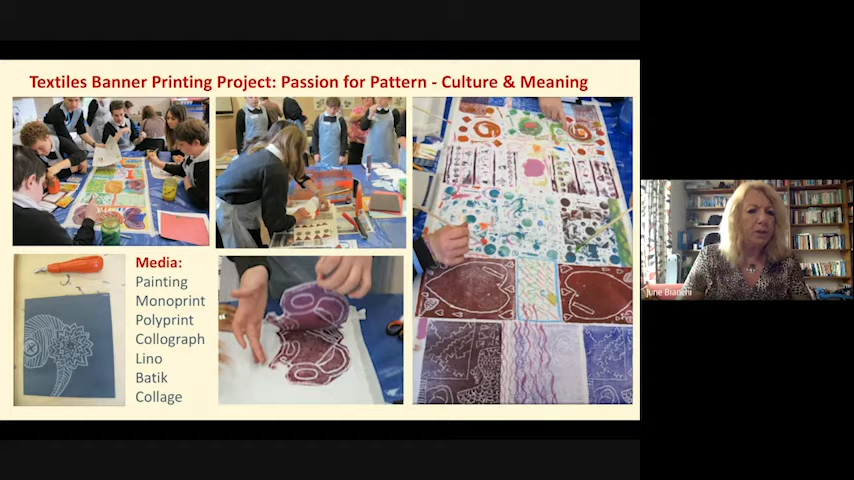 Textiles Banner Printing Project: Passion for Pattern - Culture & Meaning
Media:
Painting
Monoprint
Polyprint
Collograph
Lino
Batik
Collage
June Bianchi